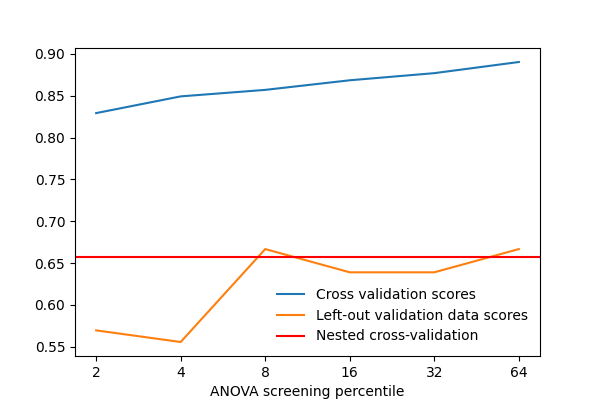 0.90
0.85
0.80
0.75
0.70
0.65
0.60
0.55
Cross validation scores
Left-out validation data scores
Nested cross-validation
2 4 8 16 32 64
ANOVA screening percentile